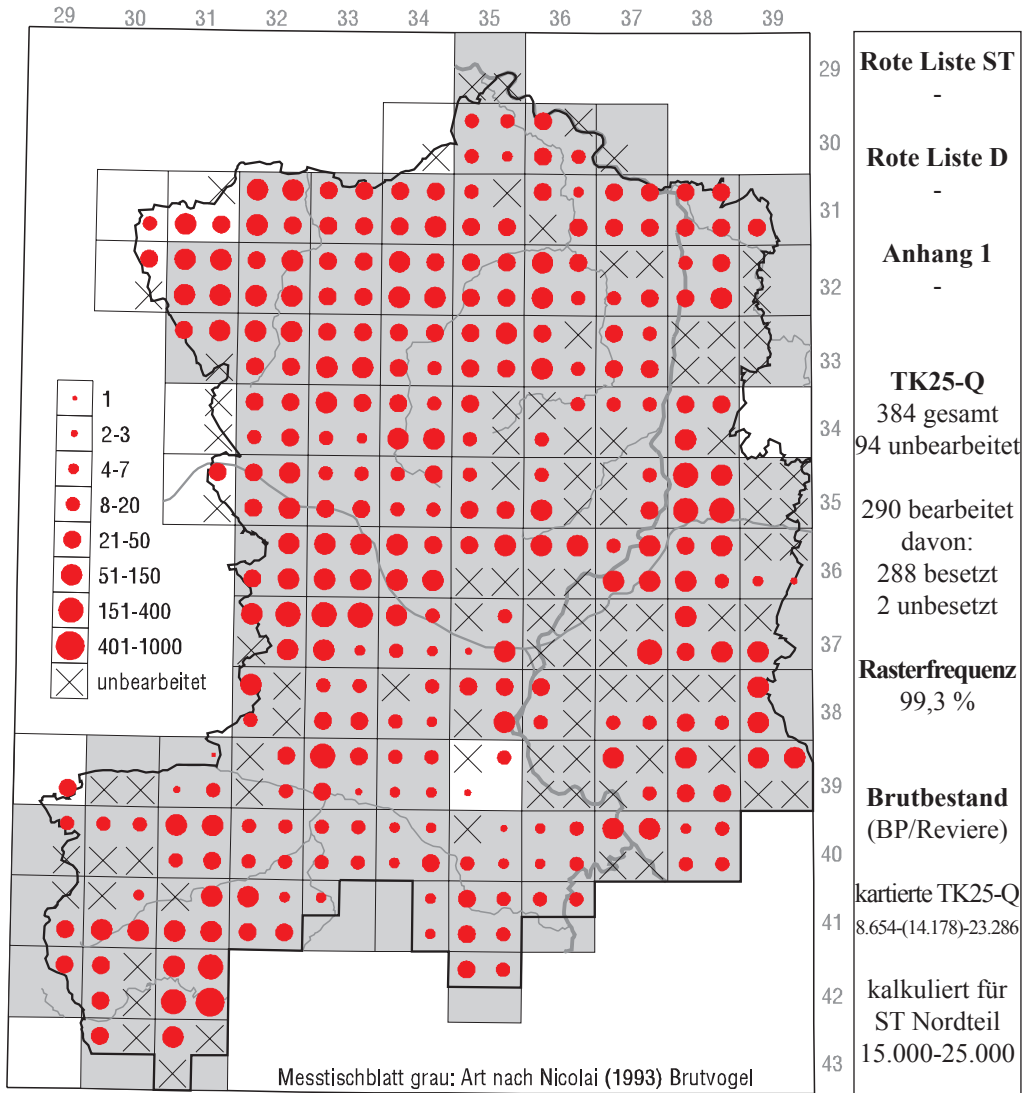 29 30 31 32 33 34 35 36 37 38 39
29
30
31
32
33
34
35
36
37
38
39
40
41
42
43
1
2-3
4-7
8-20
21-50
51-150
151-400
401-1000
unbearbeitet
Messtischblatt grau: Art nach Nicolai (1993) Brutvogel
Rote Liste ST
-
Rote Liste D
-
Anhang 1
-
TK25-Q
384 gesamt
94 unbearbeitet
290 bearbeitet
davon:
288 besetzt
2 unbesetzt
Rasterfrequenz
99,3 %
Brutbestand
(BP/Reviere)
kartierte TK25-Q
8.654-(14.178)-23.286
kalkuliert für
ST Nordteil
15.000-25.000